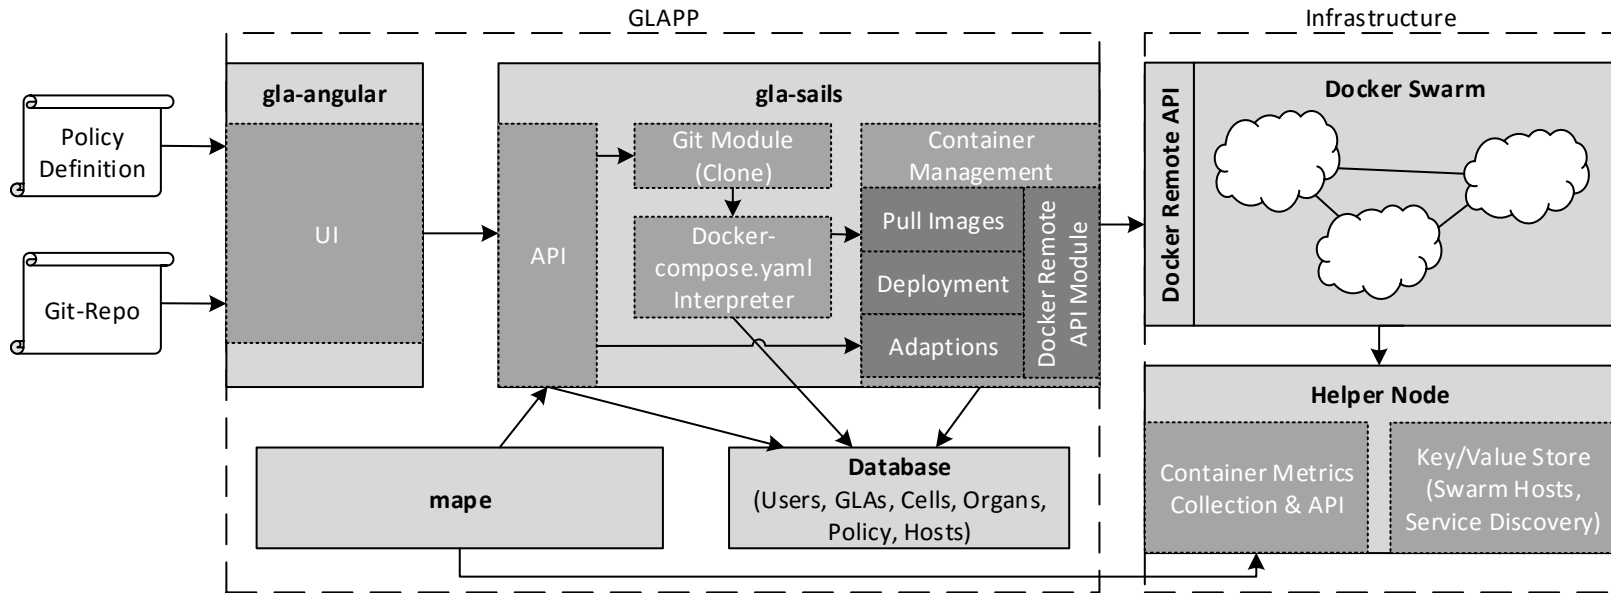 GLAPP
Infrastructure
Policy
Definition
Git-Repo
gla-angular
UI
gla-sails
API
Git Module
(Clone)
Docker-
compose.yaml
Interpreter
Container
Management
Pull Images
Deployment
Adaptions
Docker Remote
API Module
Docker Remote API
Docker Swarm
mape
Database
(Users, GLAs, Cells, Organs,
Policy, Hosts)
Helper Node
Container Metrics
Collection & API
Key/Value Store
(Swarm Hosts,
Service Discovery)